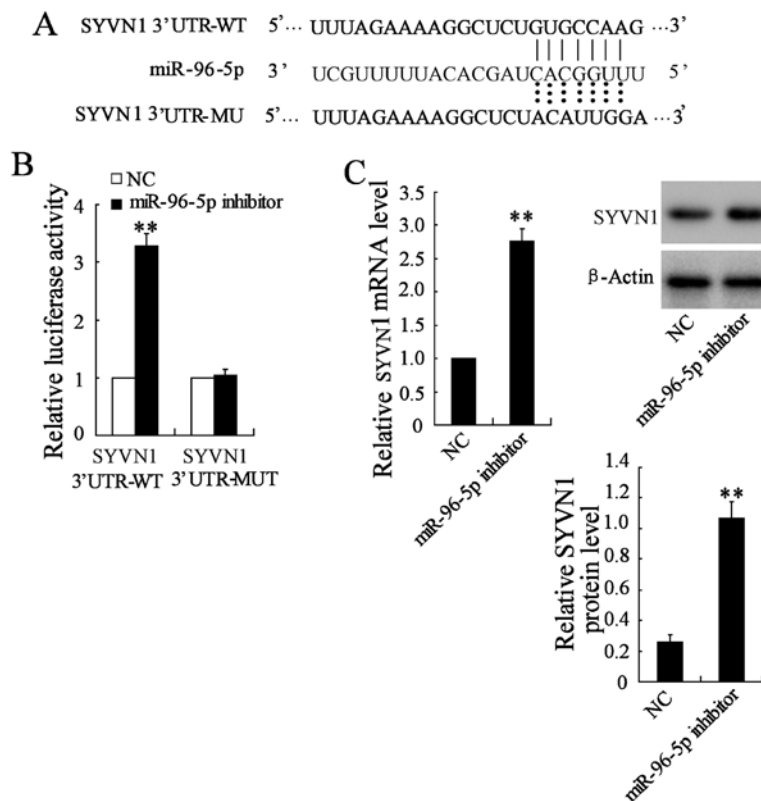 A
SYVN1 3'UTR-WT 5'... UUUAGAAAAGGCUCUGUGCCAAG ...3'
miR-96-5p 3' UCGUUUUUACACGAUCACGGUUU 5'
SYVN1 3'UTR-MU 5'... UUUAGAAAAGGCUCUACAUUGGA ...3'
B
NC
miR-96-5p inhibitor
Relative luciferase activity
4
3
2
1
0
**
SYVN1 3'UTR-WT
SYVN1 3'UTR-MUT
C
Relative SYVN1 mRNA level
3.0
2.5
2.0
1.5
1.0
0.5
0
**
NC
miR-96-5p inhibitor
SYVN1
β-Actin
NC
miR-96-5p inhibitor
Relative SYVN1 protein level
1.2
1.0
0.8
0.6
0.4
0.2
0
**
NC
miR-96-5p inhibitor